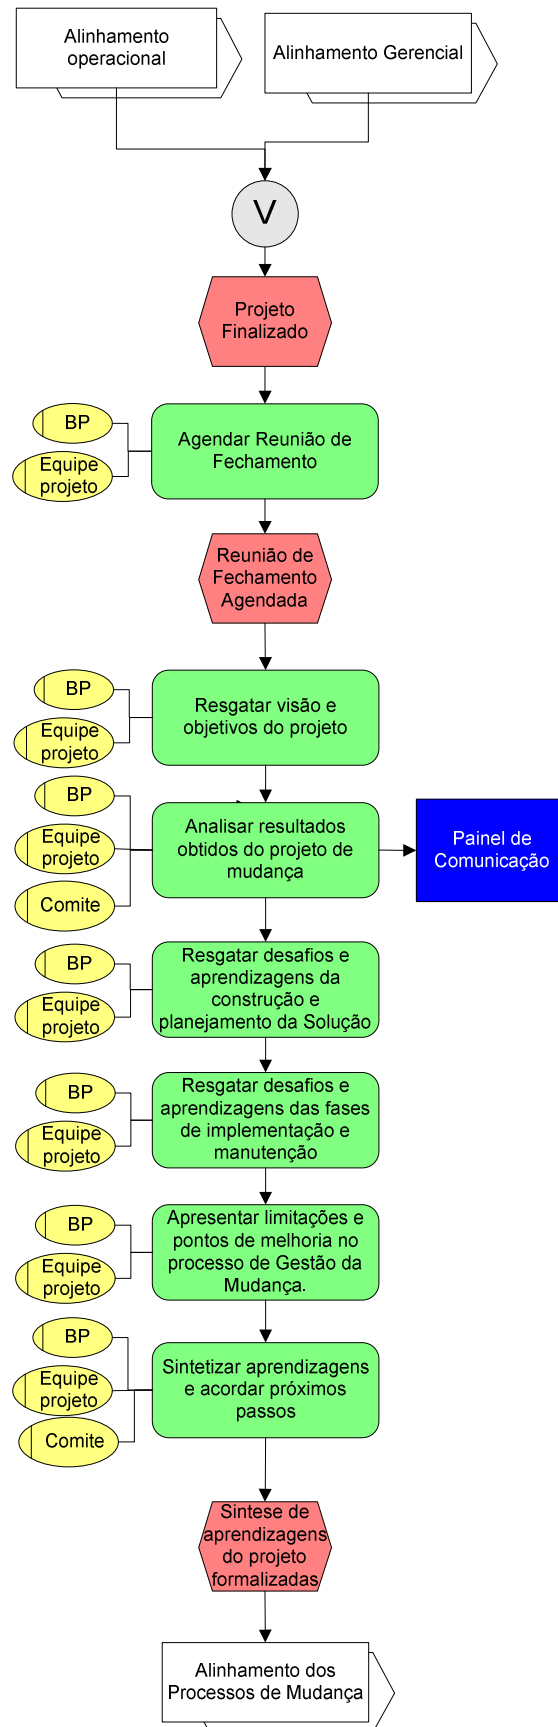 Alinhamento
operacional
Alinhamento Gerencial
V
Projeto
Finalizado
BP
Equipe
projeto
Agendar Reunião de
Fechamento
Reunião de
Fechamento
Agendada
BP
Equipe
projeto
Resgatar visão e
objetivos do projeto
BP
Equipe
projeto
Comite
Analisar resultados
obtidos do projeto de
mudança
Painel de
Comunicação
BP
Equipe
projeto
Resgatar desafios e
aprendizagens da
construção e
planejamento da Solução
BP
Equipe
projeto
Resgatar desafios e
aprendizagens das fases
de implementação e
manutenção
BP
Equipe
projeto
Apresentar limitações e
pontos de melhoria no
processo de Gestão da
Mudança.
BP
Equipe
projeto
Comite
Sintetizar aprendizagens
e acordar próximos
passos
Sintese de
aprendizagens
do projeto
formalizadas
Alinhamento dos
Processos de Mudança